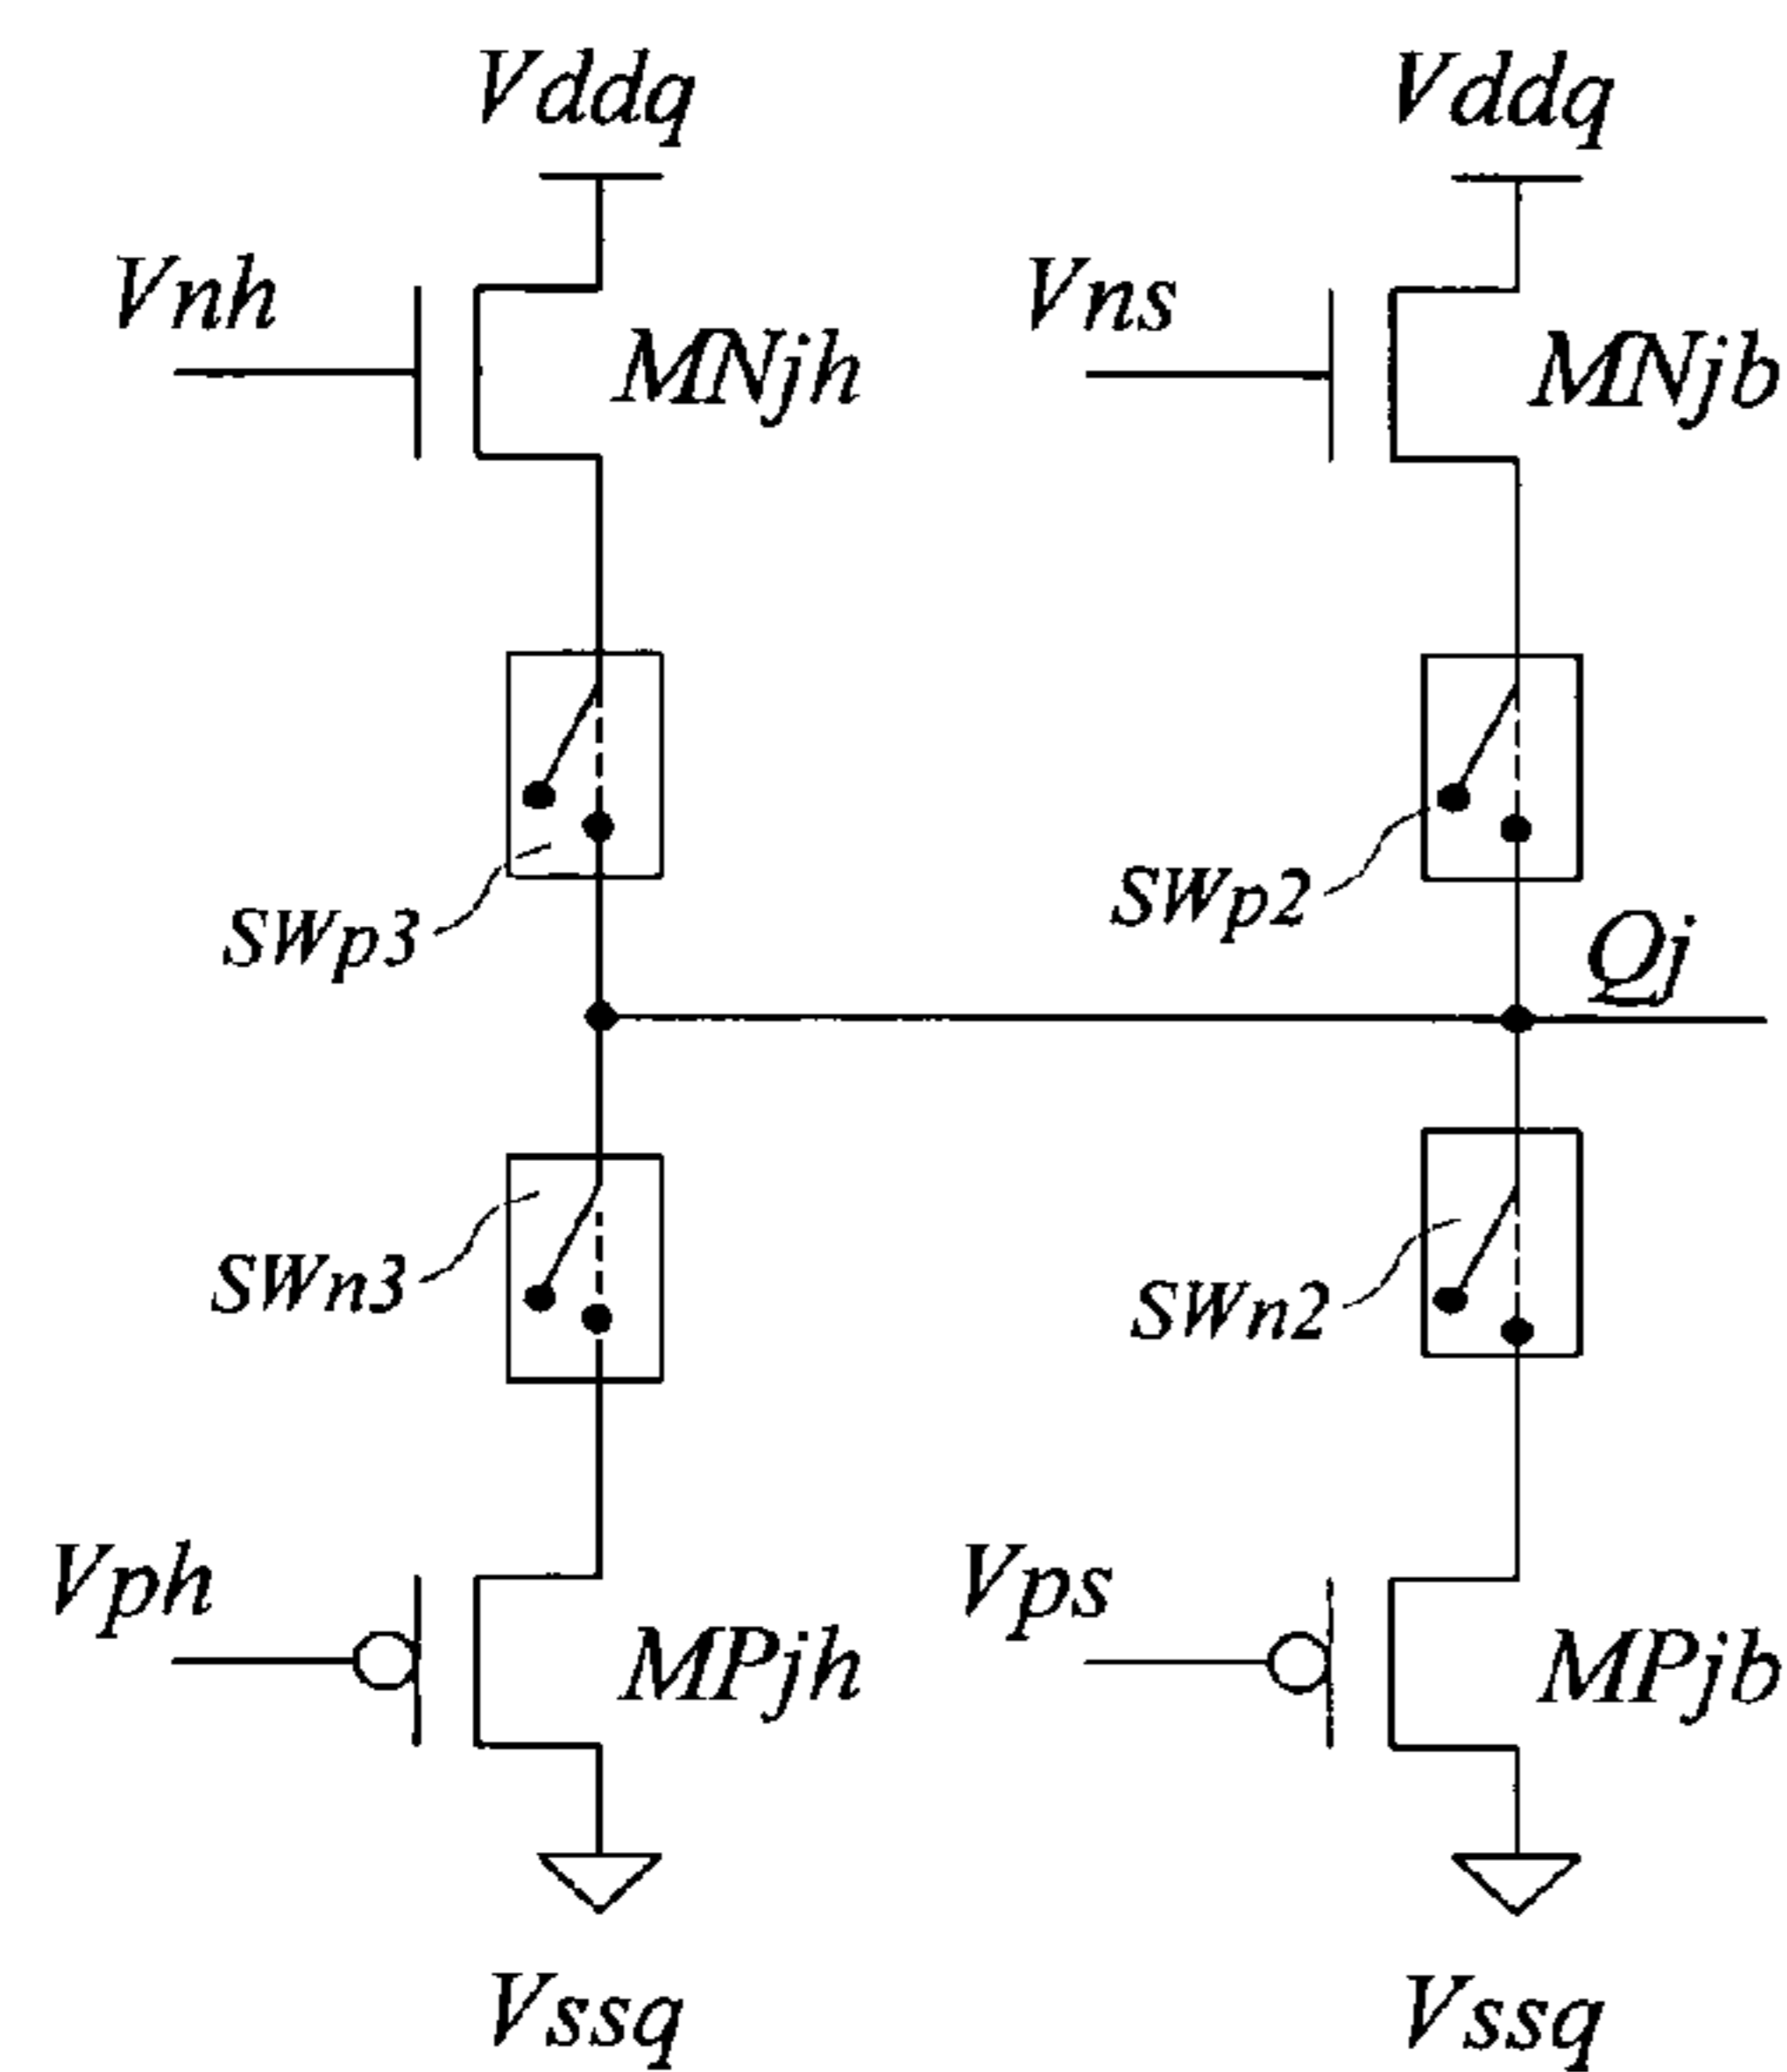 Vddq Vddq
Vnh Vns
MNjh MNjb
SWp3 SWp2
Qj
SWn3 SWn2
Vph Vps
MPjh MPjb
Vssq Vssq